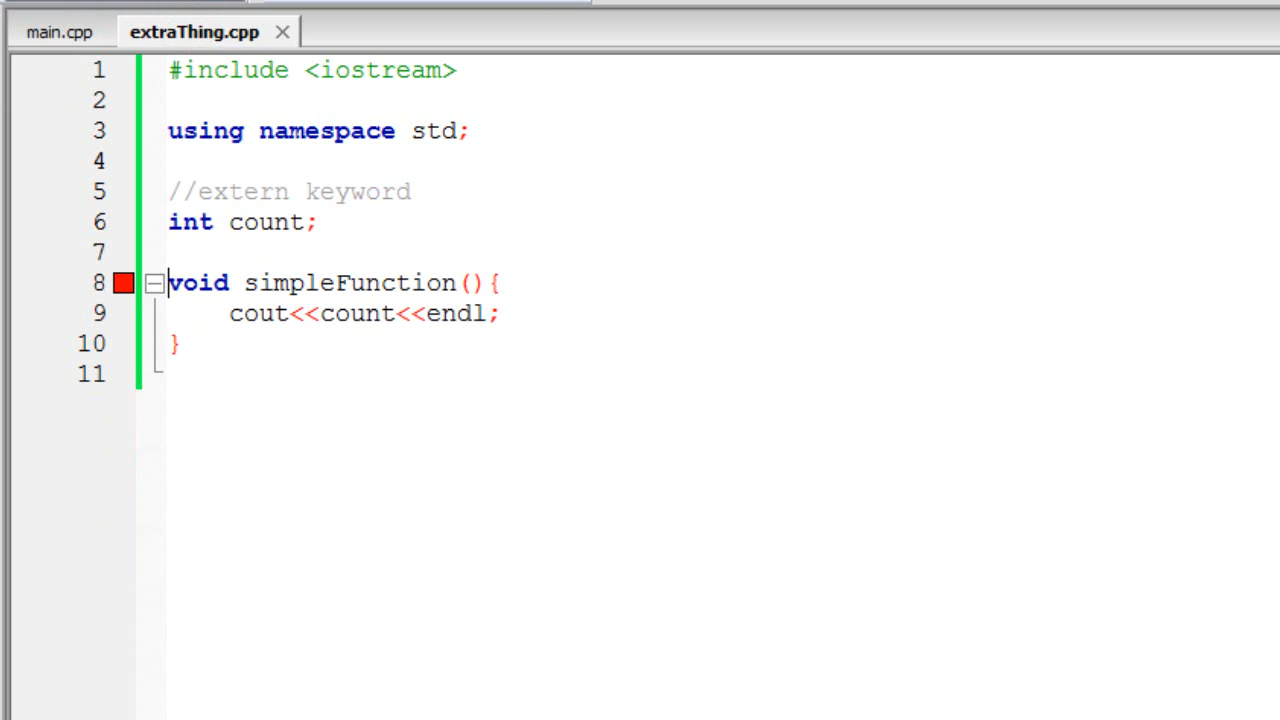 main.cpp extraThing.cpp
1 #include <iostream>
2
3 using namespace std;
4
5 //extern keyword
6 int count;
7
8 void simpleFunction(){
9 cout<<count<<endl;
10 }
11